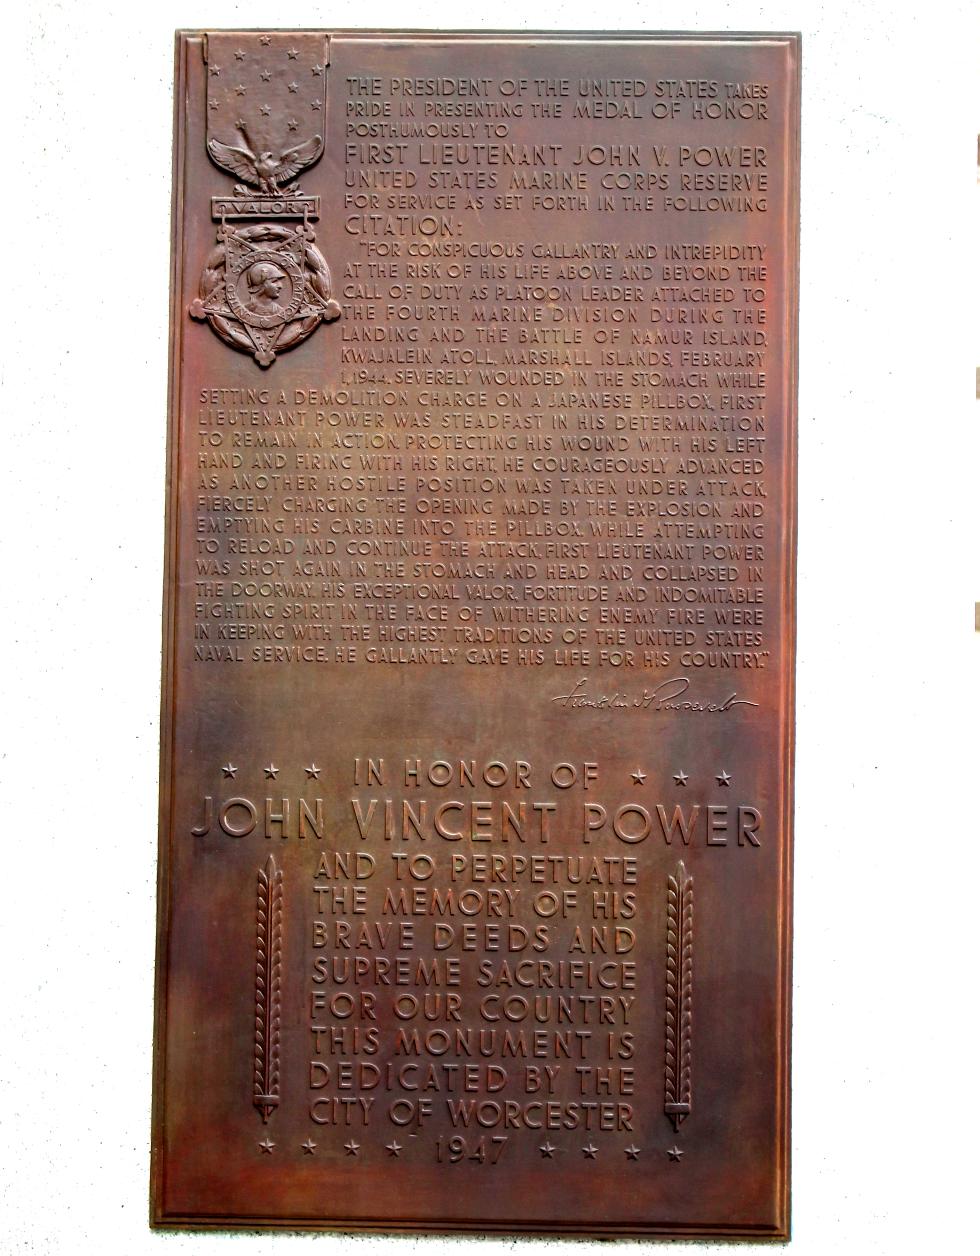 THE PRESIDENT OF THE UNITED STATES TAKES
PRIDE IN PRESENTING THE MEDAL OF HONOR
POSTHUMOUSLY TO
FIRST LIEUTENANT JOHN V. POWER
UNITED STATES MARINE CORPS RESERVE
FOR SERVICE AS SET FORTH IN THE FOLLOWING
CITATION:
"FOR CONSPICUOUS GALLANTRY AND INTREPIDITY
AT THE RISK OF HIS LIFE ABOVE AND BEYOND THE
CALL OF DUTY AS PLATOON LEADER ATTACHED TO
THE FOURTH MARINE DIVISION DURING THE
LANDING AND THE BATTLE OF NAMUR ISLAND,
KWAJALEIN ATOLL, MARSHALL ISLANDS, FEBRUARY
1, 1944. SEVERELY WOUNDED IN THE STOMACH WHILE
SETTING A DEMOLITION CHARGE ON A JAPANESE PILLBOX, FIRST
LIEUTENANT POWER WAS STEADFAST IN HIS DETERMINATION
TO REMAIN IN ACTION. PROTECTING HIS WOUND WITH HIS LEFT
HAND AND FIRING WITH HIS RIGHT, HE COURAGEOUSLY ADVANCED
AS ANOTHER HOSTILE POSITION WAS TAKEN UNDER ATTACK,
FIERCELY CHARGING THE OPENING MADE BY THE EXPLOSION AND
EMPTYING HIS CARBINE INTO THE PILLBOX. WHILE ATTEMPTING
TO RELOAD AND CONTINUE THE ATTACK, FIRST LIEUTENANT POWER
WAS SHOT AGAIN IN THE STOMACH AND HEAD AND, COLLAPSED IN
THE DOORWAY. HIS EXCEPTIONAL VALOR, FORTITUDE AND INDOMITABLE
FIGHTING SPIRIT IN THE FACE OF WITHERING ENEMY FIRE WERE
IN KEEPING WITH THE HIGHEST TRADITIONS OF THE UNITED STATES
NAVAL SERVICE. HE GALLANTLY GAVE HIS LIFE FOR HIS COUNTRY."
Franklin D Roosevelt
VALOR
UNITED STATES OF AMERICA
IN HONOR OF
JOHN VINCENT POWER
AND TO PERPETUATE
THE MEMORY OF HIS
BRAVE DEEDS AND
SUPREME SACRIFICE
FOR OUR COUNTRY
THIS MONUMENT IS
DEDICATED BY THE
CITY OF WORCESTER
1947